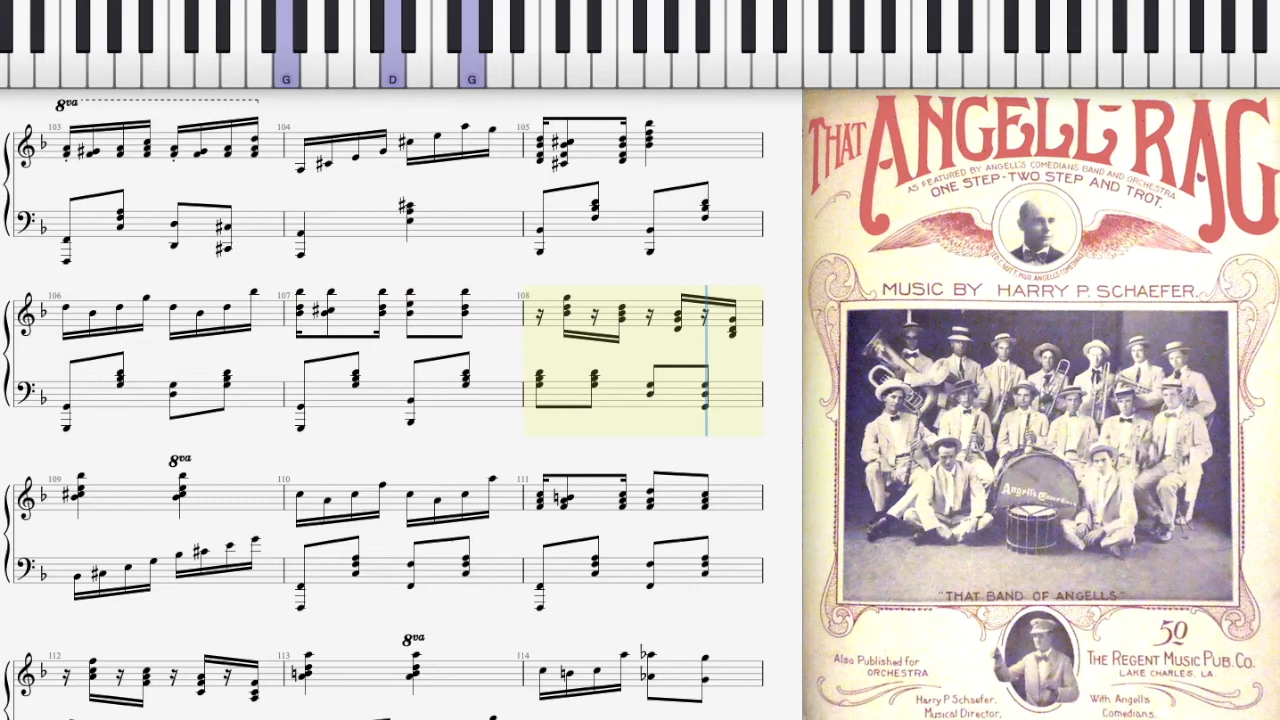 G D G
8va
103 104 105
106 107 108
8va
109 110 111
8va
112 113 114
THAT ANGELL-RAG
AS FEATURED BY ANGELL'S COMEDIANS BAND AND ORCHESTRA
ONE STEP-TWO STEP AND TROT.
MUSIC BY HARRY P. SCHAEFER.
Angell's Comedians
"THAT BAND OF ANGELLS"
50
Also Published for
ORCHESTRA
THE REGENT MUSIC PUB. CO.
LAKE CHARLES, LA.
Harry P Schaefer,
Musical Director,
With Angell's
Comedians.